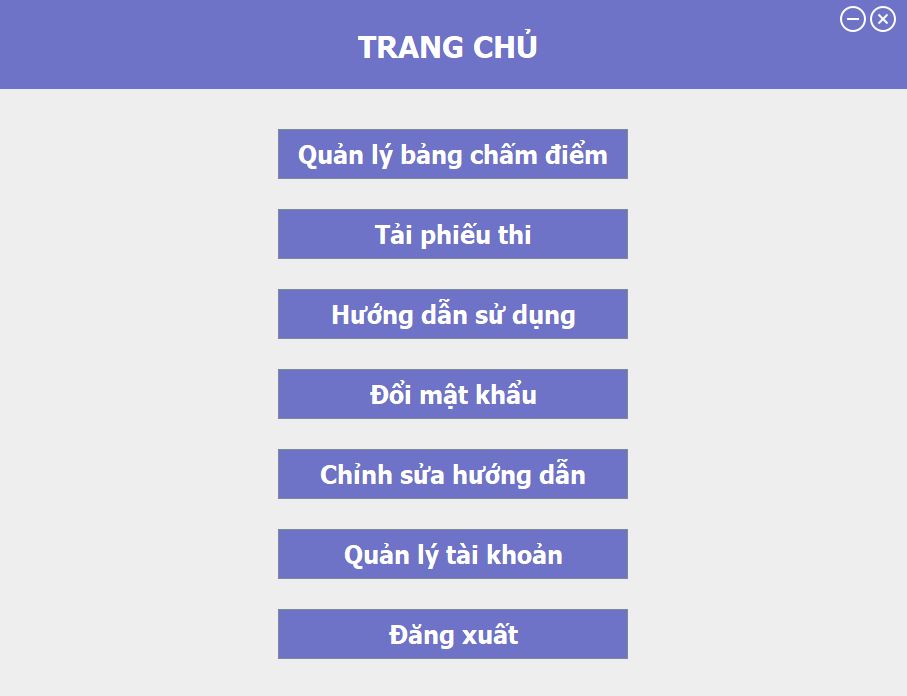 TRANG CHỦ
Quản lý bảng chấm điểm
Tải phiếu thi
Hướng dẫn sử dụng
Đổi mật khẩu
Chỉnh sửa hướng dẫn
Quản lý tài khoản
Đăng xuất